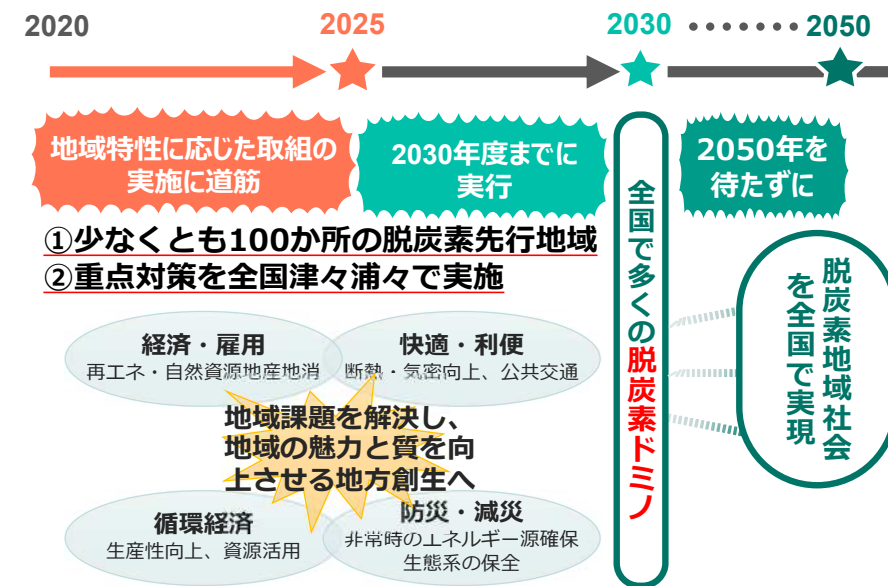 2020
2025
2030
・・・・・・・
2050
地域特性に応じた取組の
実施に道筋
2030年度までに
実行
2050年を
待たずに
①少なくとも100か所の脱炭素先行地域
②重点対策を全国津々浦々で実施
経済・雇用
再エネ・自然資源地産地消
快適・利便
断熱・気密向上、公共交通
地域課題を解決し、
地域の魅力と質を向
上させる地方創生へ
循環経済
生産性向上、資源活用
防災・減災
非常時のエネルギー源確保
生態系の保全
全国で多くの脱炭素ドミノ
脱炭素地域社会
を全国で実現